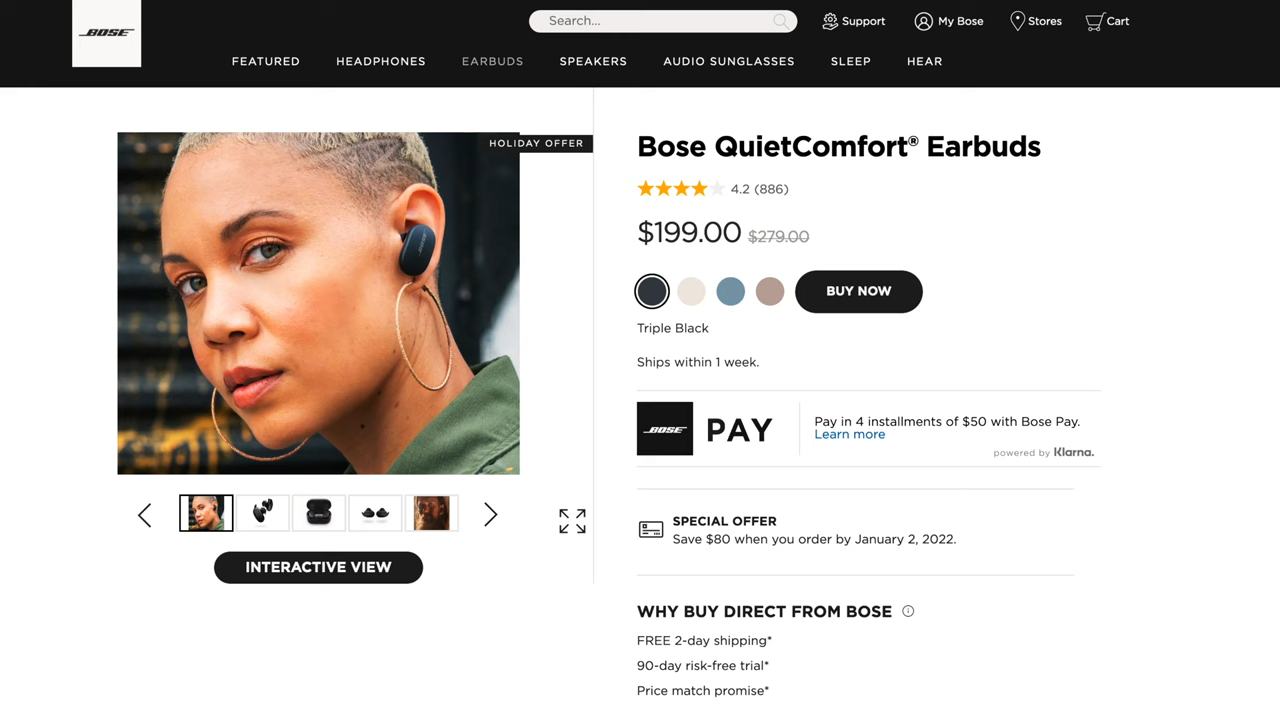 BOSE
Search...
Support
My Bose
Stores
Cart
FEATURED
HEADPHONES
EARBUDS
SPEAKERS
AUDIO SUNGLASSES
SLEEP
HEAR
HOLIDAY OFFER
BOSE
INTERACTIVE VIEW
Bose QuietComfort® Earbuds
4.2 (886)
$199.00 $279.00
BUY NOW
Triple Black
Ships within 1 week.
BOSE PAY
Pay in 4 installments of $50 with Bose Pay.
Learn more
powered by Klarna.
SPECIAL OFFER
Save $80 when you order by January 2, 2022.
WHY BUY DIRECT FROM BOSE
FREE 2-day shipping*
90-day risk-free trial*
Price match promise*